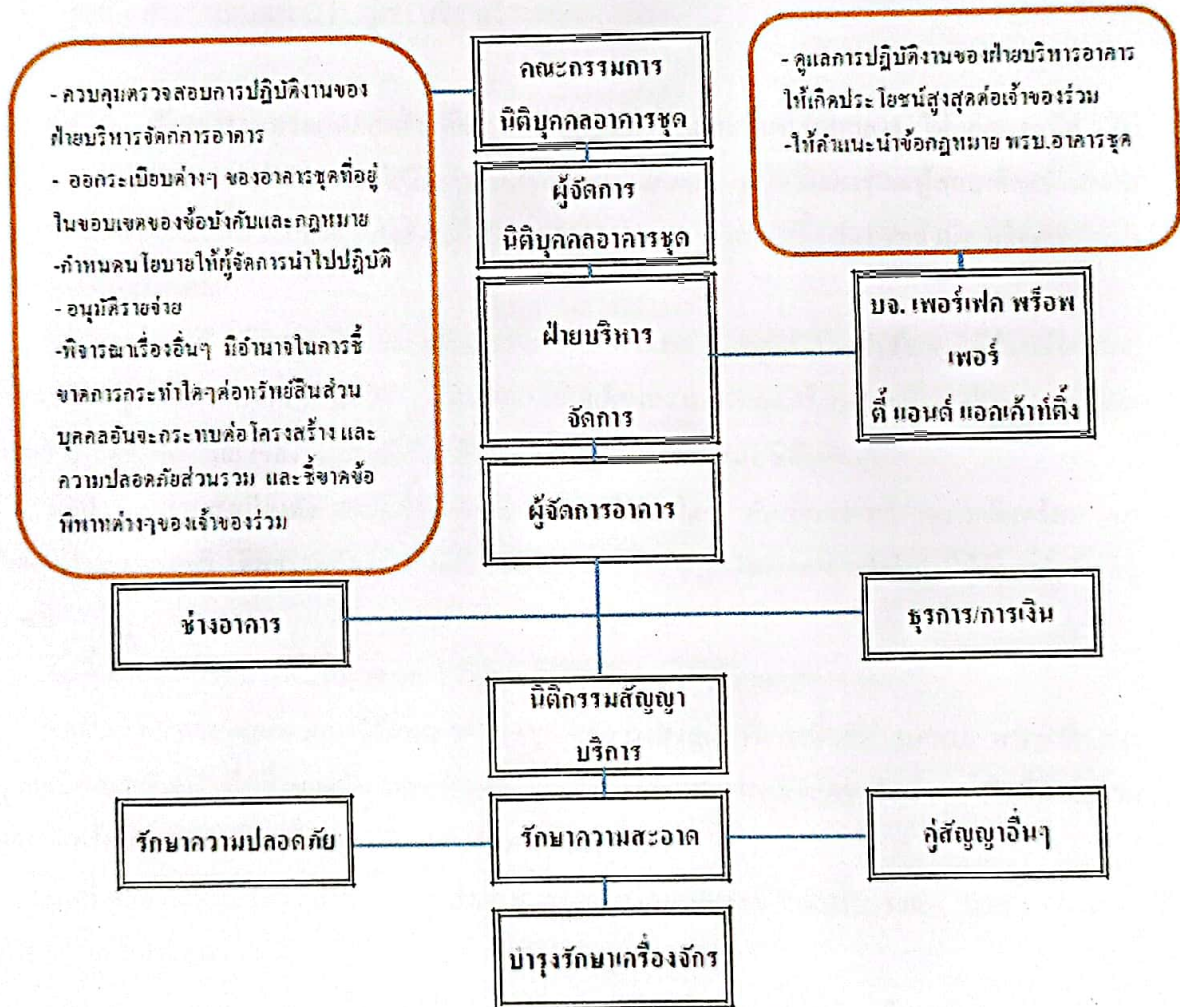 - ควบคุมตรวจสอบการปฏิบัติงานของ
ฝ่ายบริหารจัดการอาคาร
- ออกระเบียบต่างๆ ของอาคารชุดที่อยู่
ในขอบเขตของข้อบังคับและกฎหมาย
-กำหนดนโยบายให้ผู้จัดการนำไปปฏิบัติ
- อนุมัติรายจ่าย
-พิจารณาเรื่องอื่นๆ มีอำนาจในการชี้
ขาดการกระทำใดๆต่อทรัพย์สินส่วน
บุคคลอันจะกระทบต่อโครงสร้าง และ
ความปลอดภัยส่วนรวม และชี้ขาดข้อ
พิพาทต่างๆของเจ้าของร่วม
คณะกรรมการ
นิติบุคคลอาคารชุด
- ดูแลการปฏิบัติงานของฝ่ายบริหารอาคาร
ให้เกิดประโยชน์สูงสุดต่อเจ้าของร่วม
-ให้คำแนะนำข้อกฎหมาย พรบ.อาคารชุด
ผู้จัดการ
นิติบุคคลอาคารชุด
ฝ่ายบริหาร
จัดการ
บจ. เพอร์เฟค พร็อพ
เพอร์
ตี้ แอนด์ แอคเค้าท์ติ้ง
ผู้จัดการอาคาร
ช่างอาคาร
ธุรการ/การเงิน
นิติกรรมสัญญา
บริการ
รักษาความปลอดภัย
รักษาความสะอาด
คู่สัญญาอื่นๆ
บำรุงรักษาเครื่องจักร